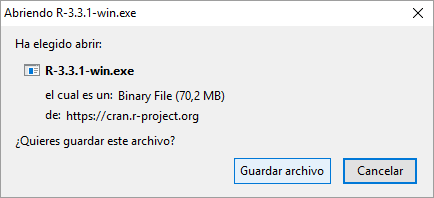 Abriendo R-3.3.1-win.exe
Ha elegido abrir:
R-3.3.1-win.exe
el cual es un: Binary File (70,2 MB)
de: https://cran.r-project.org
¿Quieres guardar este archivo?
Guardar archivo Cancelar